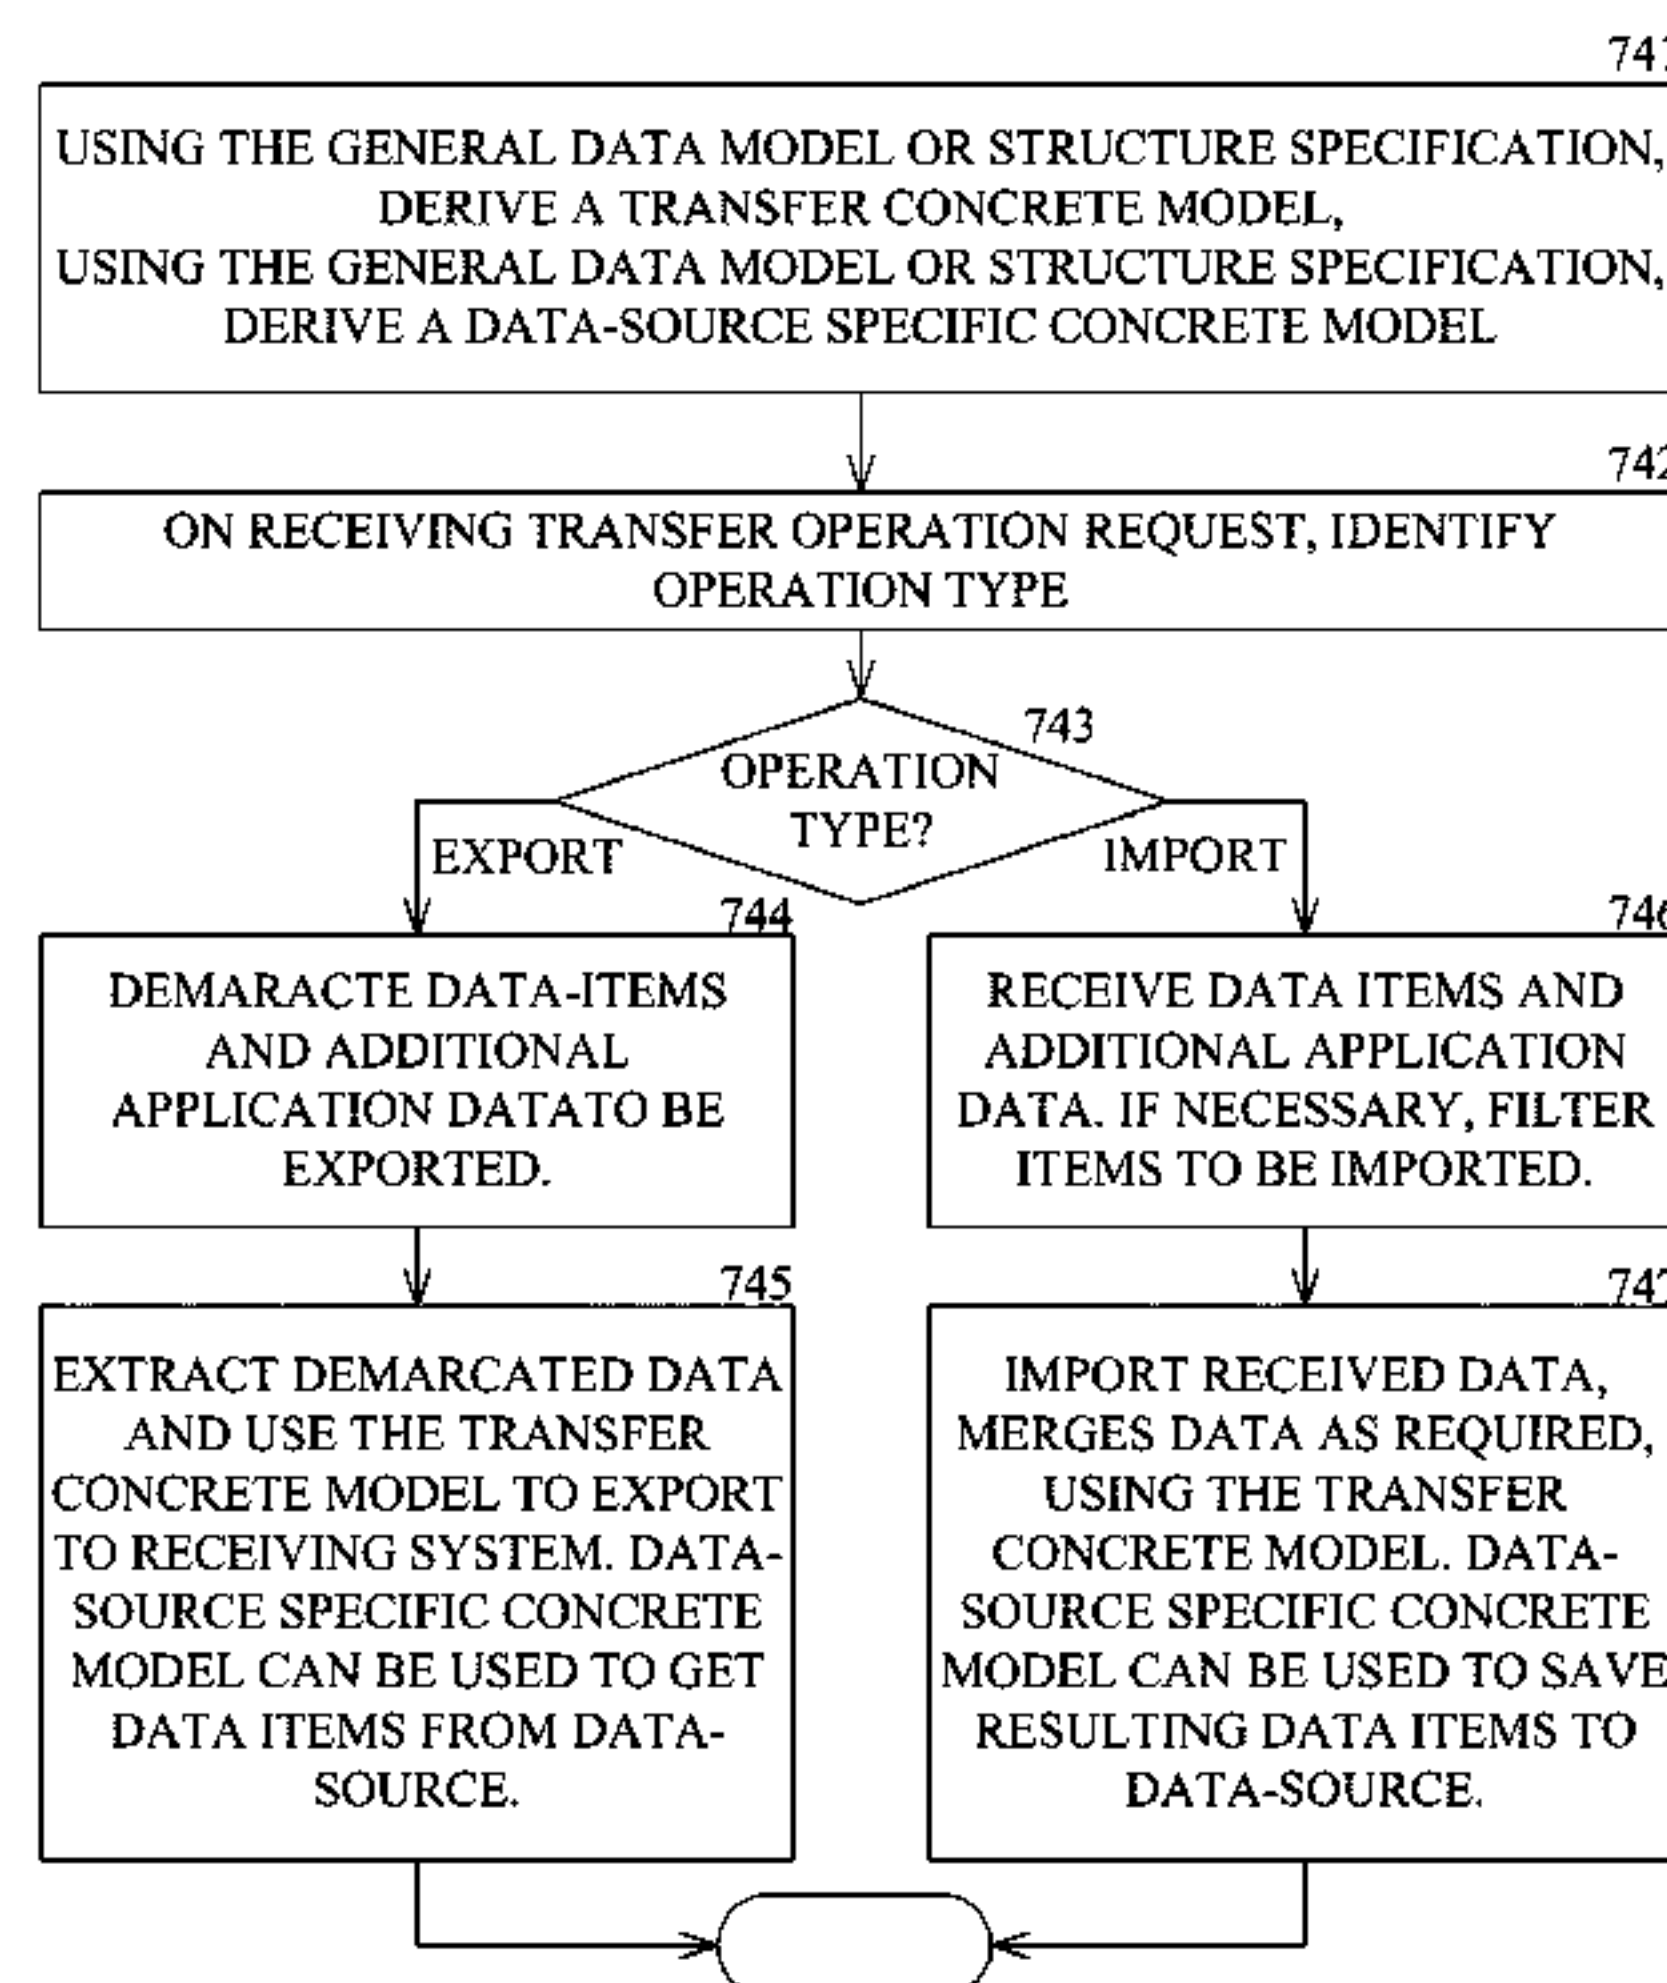 741
USING THE GENERAL DATA MODEL OR STRUCTURE SPECIFICATION,
DERIVE A TRANSFER CONCRETE MODEL,
USING THE GENERAL DATA MODEL OR STRUCTURE SPECIFICATION,
DERIVE A DATA-SOURCE SPECIFIC CONCRETE MODEL
742
ON RECEIVING TRANSFER OPERATION REQUEST, IDENTIFY
OPERATION TYPE
743
OPERATION
TYPE?
EXPORT
IMPORT
744
DEMARACTE DATA-ITEMS
AND ADDITIONAL
APPLICATION DATATO BE
EXPORTED.
746
RECEIVE DATA ITEMS AND
ADDITIONAL APPLICATION
DATA. IF NECESSARY, FILTER
ITEMS TO BE IMPORTED.
745
EXTRACT DEMARCATED DATA
AND USE THE TRANSFER
CONCRETE MODEL TO EXPORT
TO RECEIVING SYSTEM. DATA-
SOURCE SPECIFIC CONCRETE
MODEL CAN BE USED TO GET
DATA ITEMS FROM DATA-
SOURCE.
747
IMPORT RECEIVED DATA,
MERGES DATA AS REQUIRED,
USING THE TRANSFER
CONCRETE MODEL. DATA-
SOURCE SPECIFIC CONCRETE
MODEL CAN BE USED TO SAVE
RESULTING DATA ITEMS TO
DATA-SOURCE.